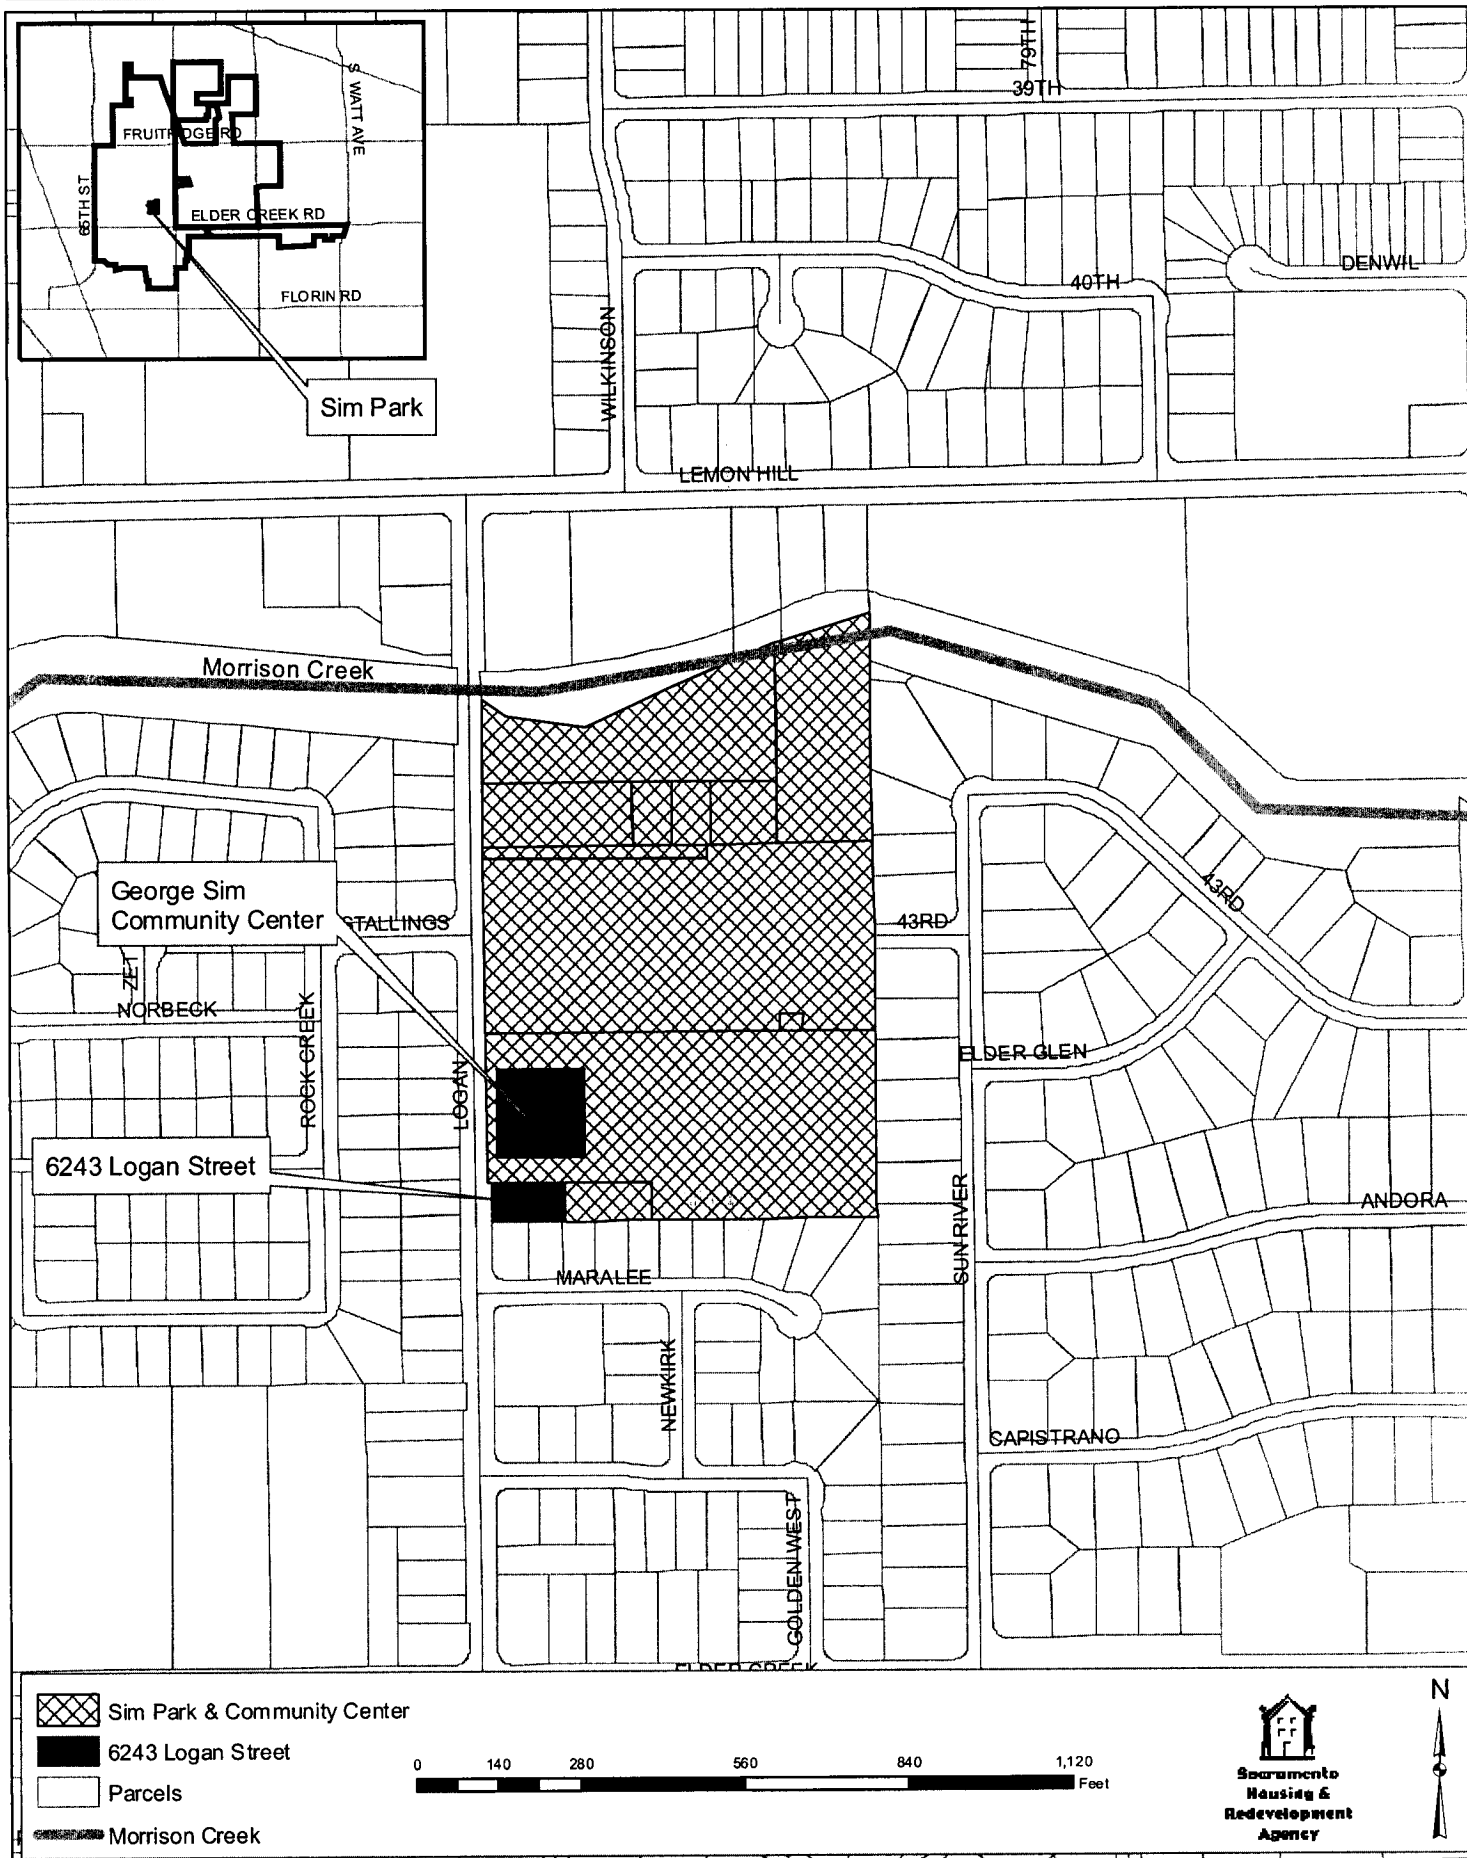 S WATT AVE
FRUITRIDGE RD
65TH ST
ELDER CREEK RD
FLORIN RD
Sim Park
79TH
39TH
DENWIL
40TH
WILKINSON
LEMON HILL
Morrison Creek
George Sim
Community Center
STALLINGS
43RD
43RD
NORBECK
ROCK CREEK
LOGAN
ELDER GLEN
6243 Logan Street
SUN RIVER
ANDORA
MARALEE
NEWKIRK
CAPISTRANO
GOLDEN WEST
ELDER CREEK
Sim Park & Community Center
6243 Logan Street
Parcels
Morrison Creek
0 140 280 560 840 1,120
Feet
Sacramento
Housing &
Redevelopment
Agency
N